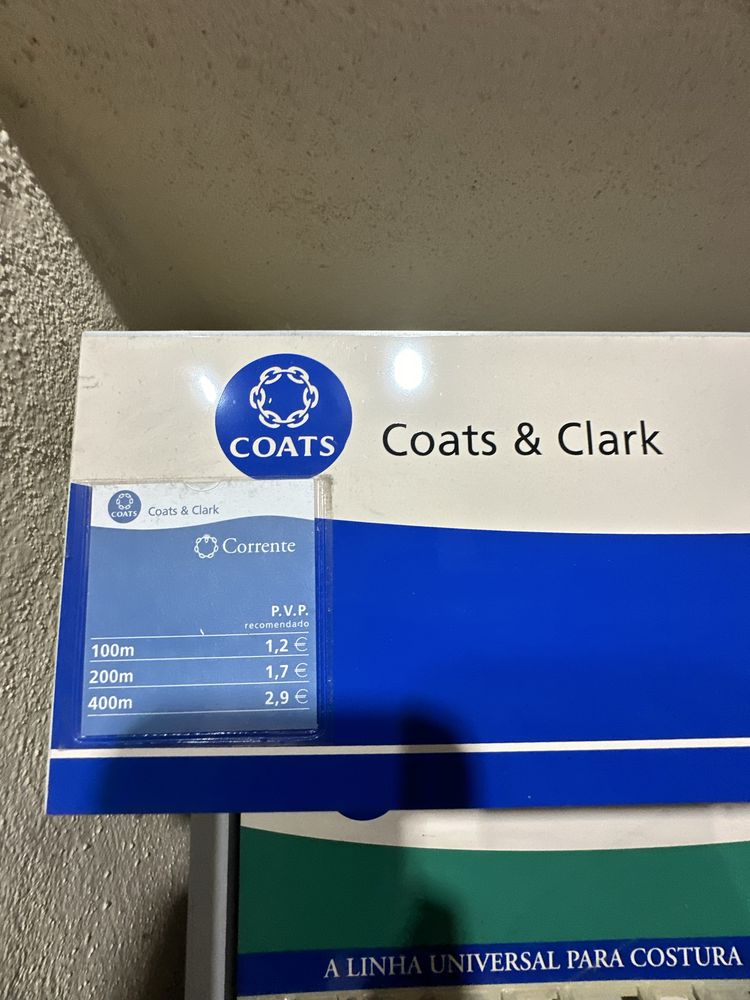 COATS
Coats & Clark
COATS
Coats & Clark
Corrente
P.V.P.
recomendado
100m 1,2 €
200m 1,7 €
400m 2,9 €
A LINHA UNIVERSAL PARA COSTURA